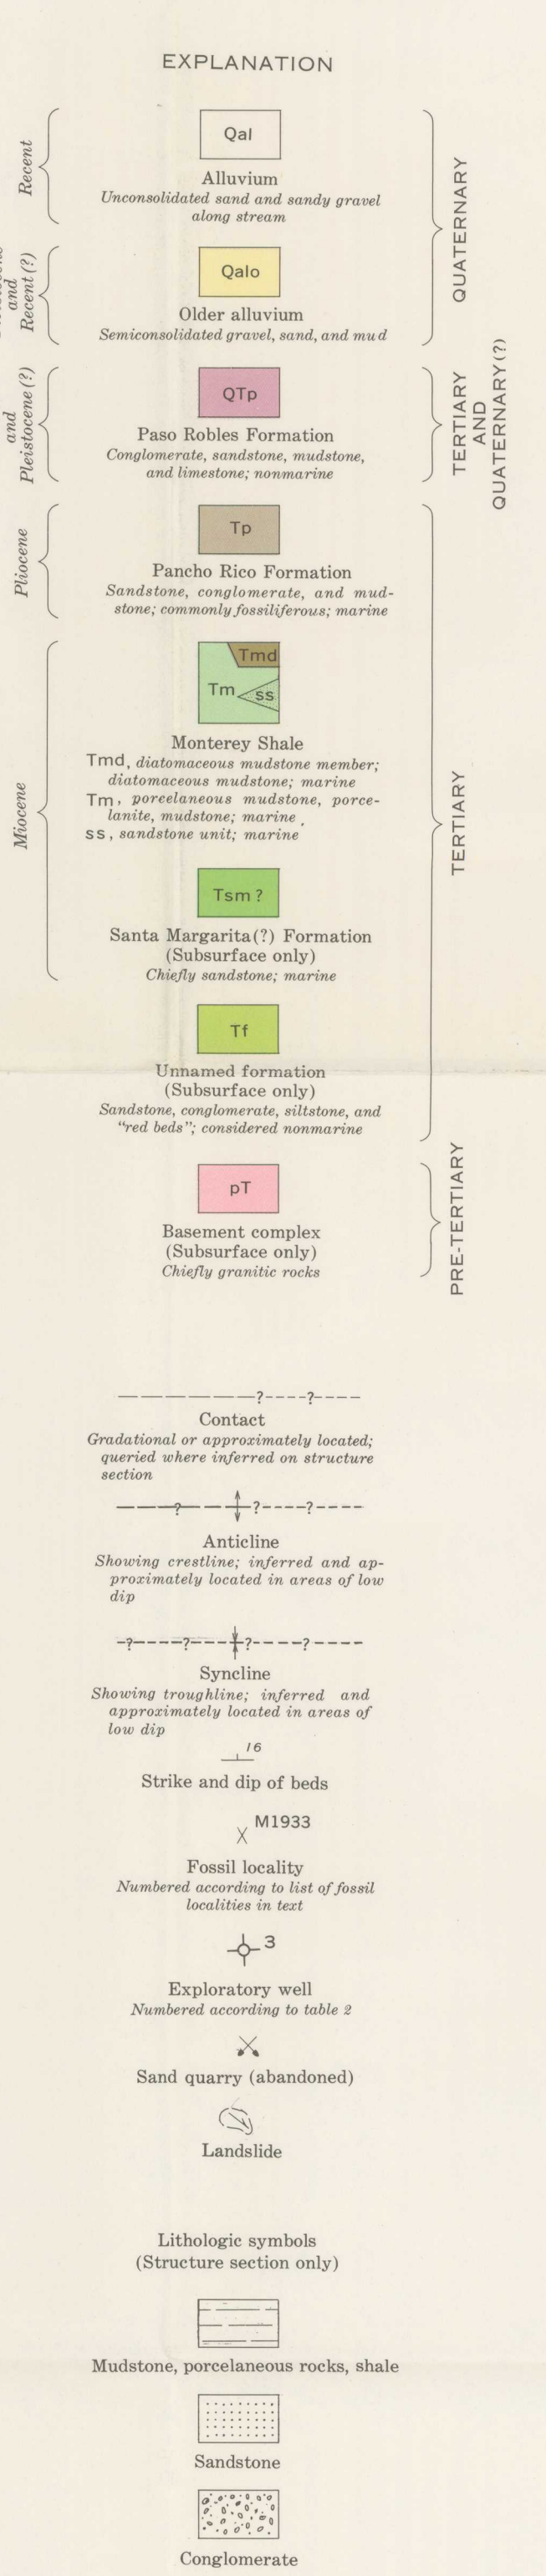 EXPLANATION
Recent
Qal
Alluvium
Unconsolidated sand and sandy gravel
along stream
QUATERNARY
and
Recent(?)
Qalo
Older alluvium
Semiconsolidated gravel, sand, and mud
and
Pleistocene(?)
QTp
Paso Robles Formation
Conglomerate, sandstone, mudstone,
and limestone; nonmarine
TERTIARY
AND
QUATERNARY(?)
Pliocene
Tp
Pancho Rico Formation
Sandstone, conglomerate, and mud-
stone; commonly fossiliferous; marine
Miocene
Tmd
Tm
ss
Monterey Shale
Tmd, diatomaceous mudstone member;
diatomaceous mudstone; marine
Tm, porcelaneous mudstone, porce-
lanite, mudstone; marine
ss, sandstone unit; marine
TERTIARY
Tsm ?
Santa Margarita(?) Formation
(Subsurface only)
Chiefly sandstone; marine
Tf
Unnamed formation
(Subsurface only)
Sandstone, conglomerate, siltstone, and
"red beds"; considered nonmarine
pT
Basement complex
(Subsurface only)
Chiefly granitic rocks
PRE-TERTIARY
? ?
Contact
Gradational or approximately located;
queried where inferred on structure
section
? ? ?
Anticline
Showing crestline; inferred and ap-
proximately located in areas of low
dip
? ? ? ?
Syncline
Showing troughline; inferred and
approximately located in areas of
low dip
16
Strike and dip of beds
M1933
Fossil locality
Numbered according to list of fossil
localities in text
3
Exploratory well
Numbered according to table 2
Sand quarry (abandoned)
Landslide
Lithologic symbols
(Structure section only)
Mudstone, porcelaneous rocks, shale
Sandstone
Conglomerate